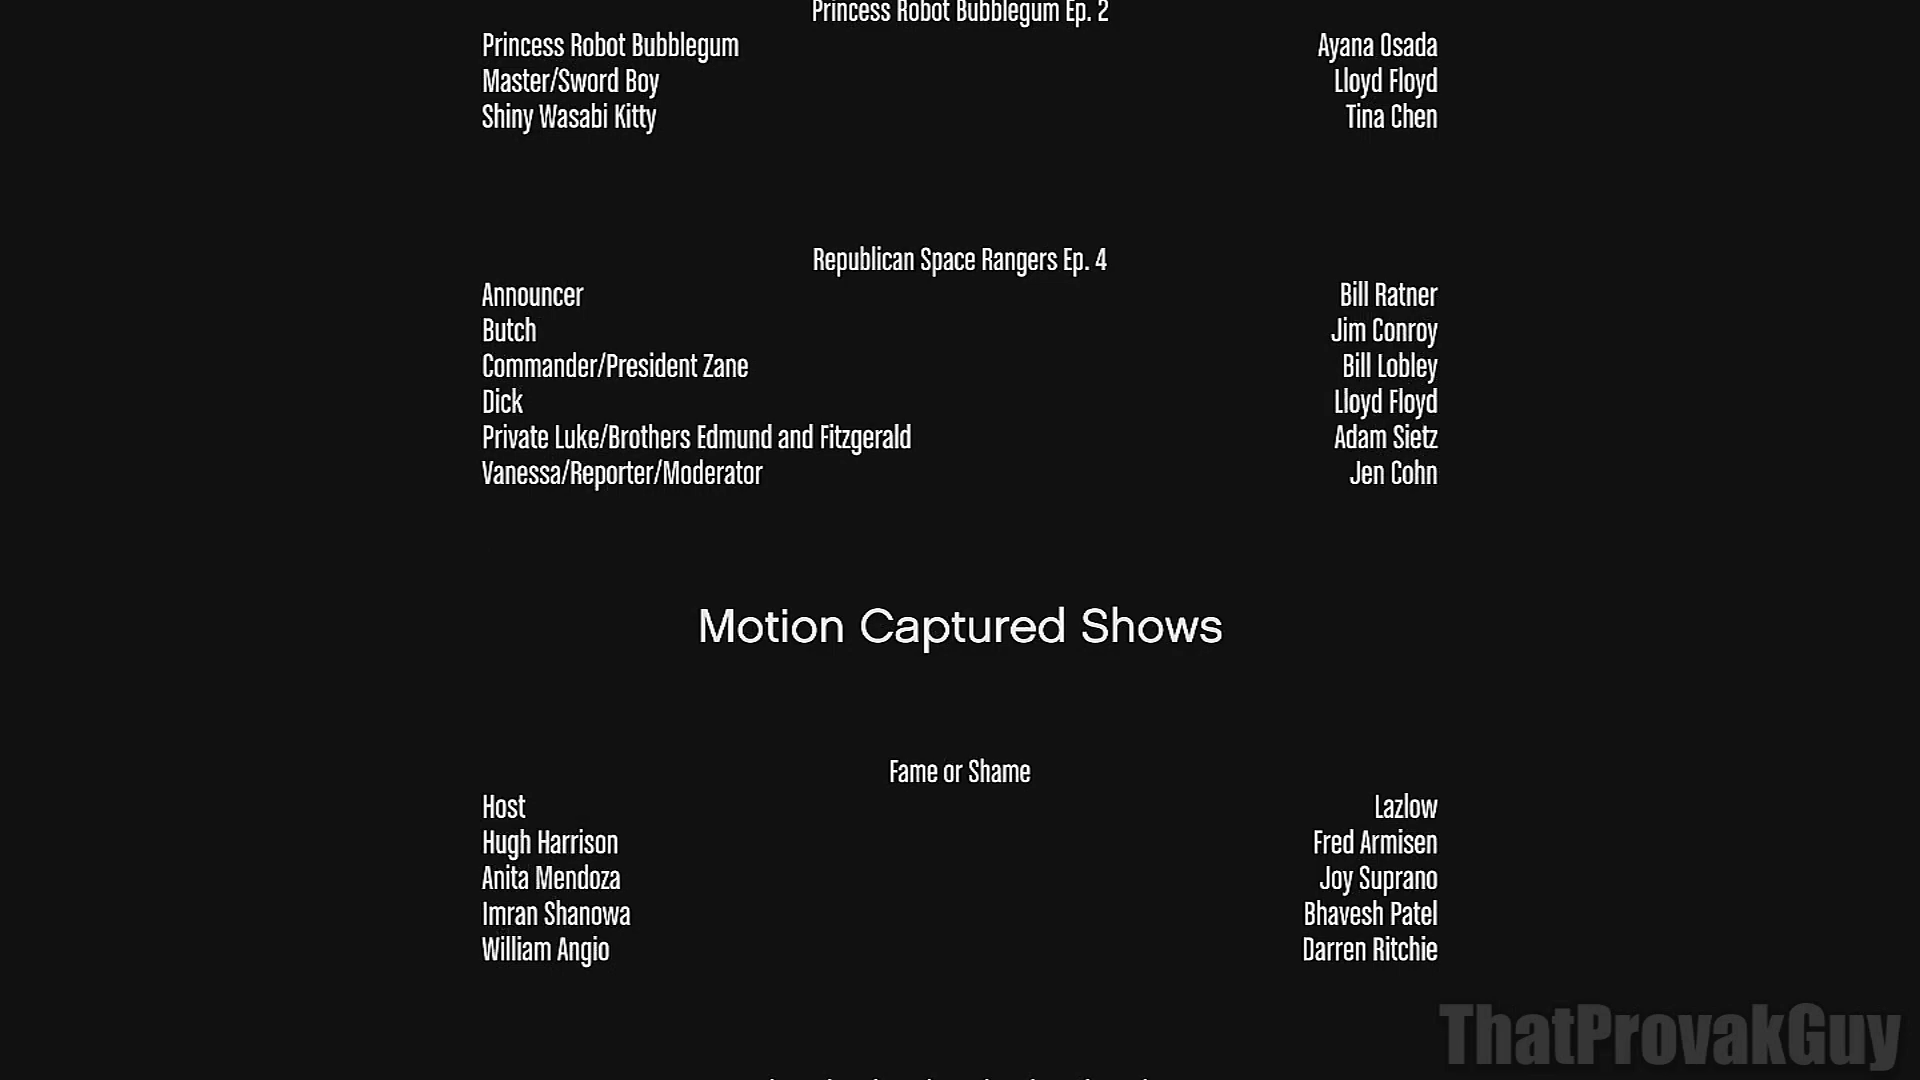 Princess Robot Bubblegum Ep. 2
Princess Robot Bubblegum Ayana Osada
Master/Sword Boy Lloyd Floyd
Shiny Wasabi Kitty Tina Chen
Republican Space Rangers Ep. 4
Announcer Bill Ratner
Butch Jim Conroy
Commander/President Zane Bill Lobley
Dick Lloyd Floyd
Private Luke/Brothers Edmund and Fitzgerald Adam Sietz
Vanessa/Reporter/Moderator Jen Cohn
Motion Captured Shows
Fame or Shame
Host Lazlow
Hugh Harrison Fred Armisen
Anita Mendoza Joy Suprano
Imran Shanowa Bhavesh Patel
William Angio Darren Ritchie
ThatProvakGuy